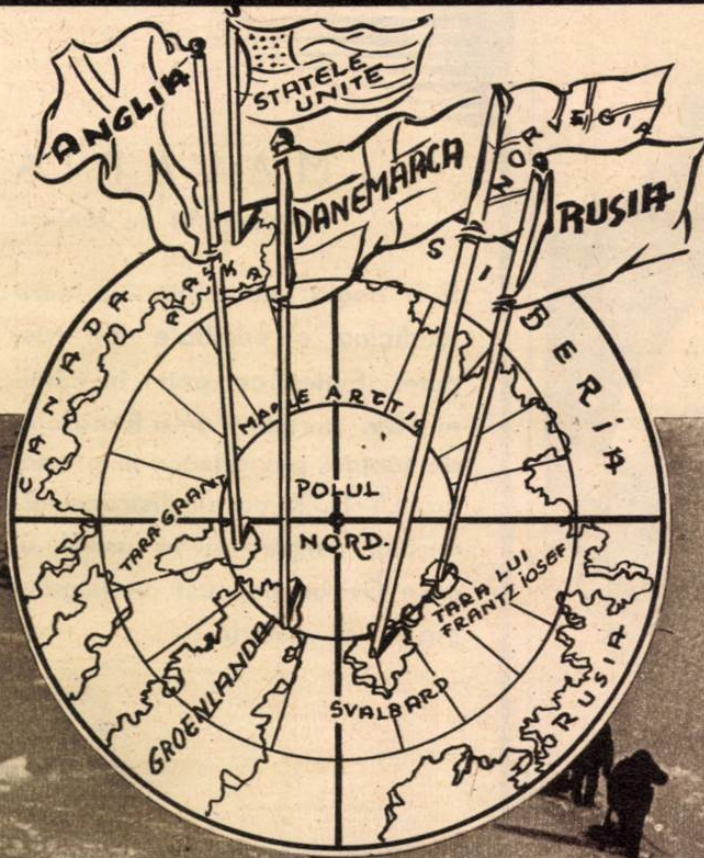 ANGLIA
STATELE
UNITE
DANEMARCA
NORVEGIA
RUSIA
CANADA
ALASKA
SIBERIA
MAREA ARCTIC
POLUL
NORD.
TARA GRANT
TARA LUI
FRANTZ IOSEF
GROENLANDA
SVALBARD
RUSIA